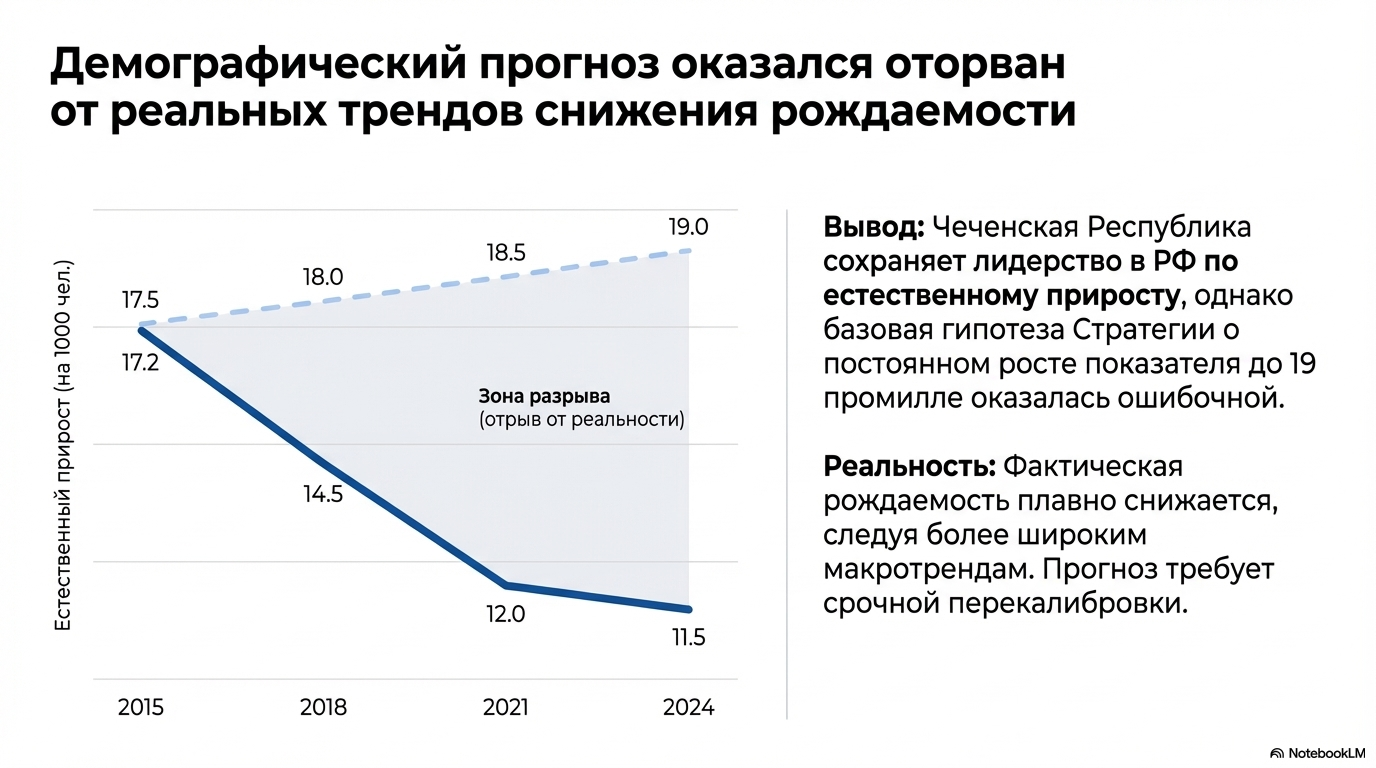 Демографический прогноз оказался оторван
от реальных трендов снижения рождаемости
Естественный прирост (на 1000 чел.)
17.5
18.0
18.5
19.0
17.2
14.5
12.0
11.5
Зона разрыва
(отрыв от реальности)
2015
2018
2021
2024
Вывод: Чеченская Республика
сохраняет лидерство в РФ по
естественному приросту, однако
базовая гипотеза Стратегии о
постоянном росте показателя до 19
промилле оказалась ошибочной.
Реальность: Фактическая
рождаемость плавно снижается,
следуя более широким
макротрендам. Прогноз требует
срочной перекалибровки.
NotebookLM